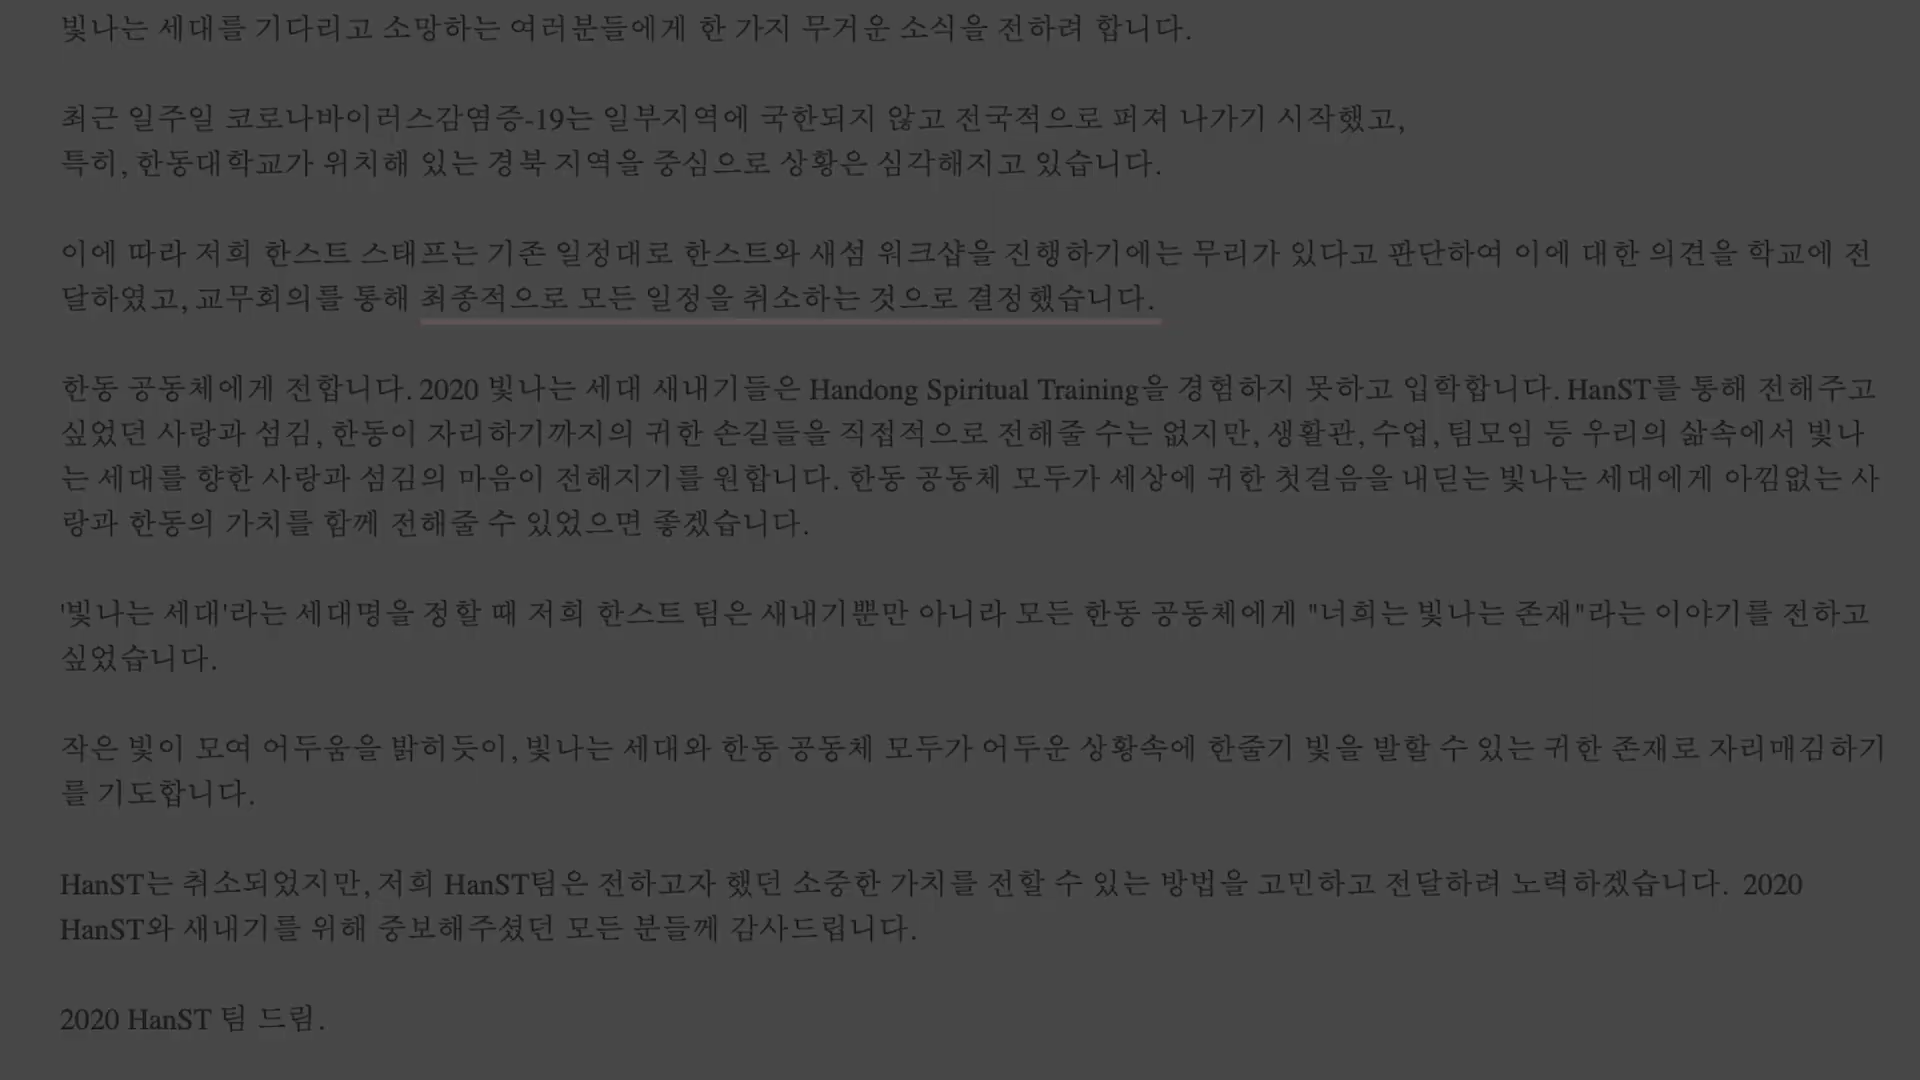 빛나는 세대를 기다리고 소망하는 여러분들에게 한 가지 무거운 소식을 전하려 합니다.
최근 일주일 코로나바이러스감염증-19는 일부지역에 국한되지 않고 전국적으로 퍼져 나가기 시작했고,
특히, 한동대학교가 위치해 있는 경북 지역을 중심으로 상황은 심각해지고 있습니다.
이에 따라 저희 한스트 스태프는 기존 일정대로 한스트와 새섬 워크샵을 진행하기에는 무리가 있다고 판단하여 이에 대한 의견을 학교에 전
달하였고, 교무회의를 통해 최종적으로 모든 일정을 취소하는 것으로 결정했습니다.
한동 공동체에게 전합니다. 2020 빛나는 세대 새내기들은 Handong Spiritual Training을 경험하지 못하고 입학합니다. HanST를 통해 전해주고
싶었던 사랑과 섬김, 한동이 자리하기까지의 귀한 손길들을 직접적으로 전해줄 수는 없지만, 생활관, 수업, 팀모임 등 우리의 삶속에서 빛나
는 세대를 향한 사랑과 섬김의 마음이 전해지기를 원합니다. 한동 공동체 모두가 세상에 귀한 첫걸음을 내딛는 빛나는 세대에게 아낌없는 사
랑과 한동의 가치를 함께 전해줄 수 있었으면 좋겠습니다.
'빛나는 세대'라는 세대명을 정할 때 저희 한스트 팀은 새내기뿐만 아니라 모든 한동 공동체에게 "너희는 빛나는 존재"라는 이야기를 전하고
싶었습니다.
작은 빛이 모여 어두움을 밝히듯이, 빛나는 세대와 한동 공동체 모두가 어두운 상황속에 한줄기 빛을 발할 수 있는 귀한 존재로 자리매김하기
를 기도합니다.
HanST는 취소되었지만, 저희 HanST팀은 전하고자 했던 소중한 가치를 전할 수 있는 방법을 고민하고 전달하려 노력하겠습니다. 2020
HanST와 새내기를 위해 중보해주셨던 모든 분들께 감사드립니다.
2020 HanST 팀 드림.